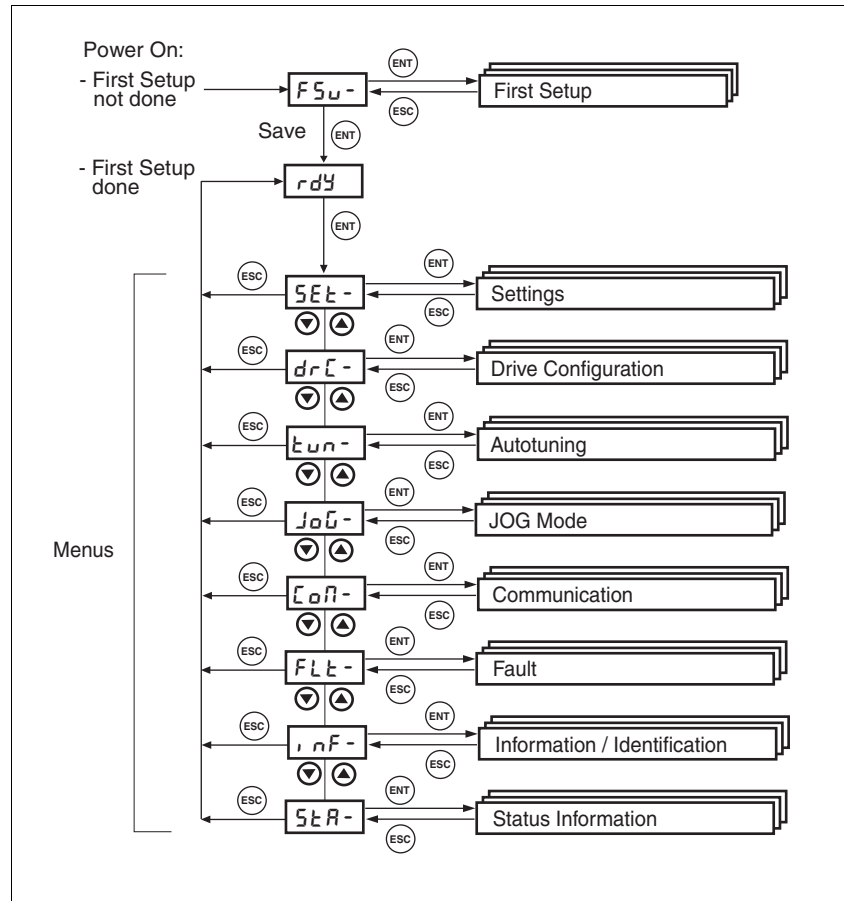 Power On:
- First Setup
not done
FSu-
ENT
ESC
First Setup
Save
ENT
- First Setup
done
rdY
ENT
ESC
SEt-
ENT
ESC
Settings
ESC
drC-
ENT
ESC
Drive Configuration
ESC
tun-
ENT
ESC
Autotuning
ESC
JoG-
ENT
ESC
JOG Mode
Menus
ESC
CoM-
ENT
ESC
Communication
ESC
FLt-
ENT
ESC
Fault
ESC
inF-
ENT
ESC
Information / Identification
ESC
StA-
ENT
ESC
Status Information